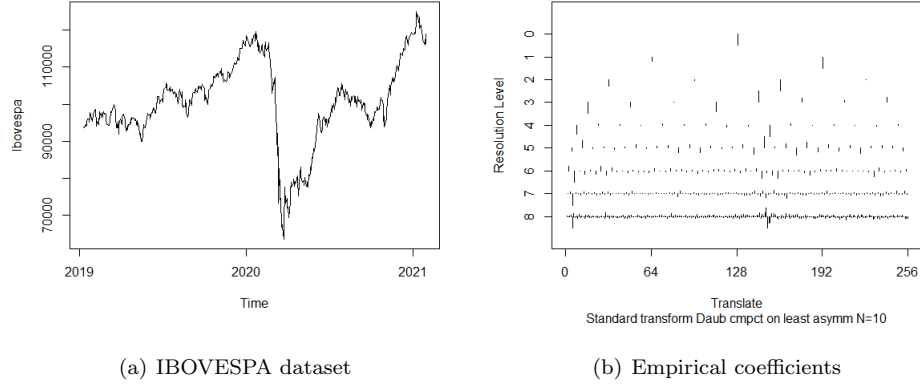 Ibovespa
110000
90000
70000
2019
2020
2021
Time
(a) IBOVESPA dataset
Resolution Level
0
1
2
3
4
5
6
7
8
0
64
128
192
256
Translate
Standard transform Daub cmpct on least asymm N=10
(b) Empirical coefficients